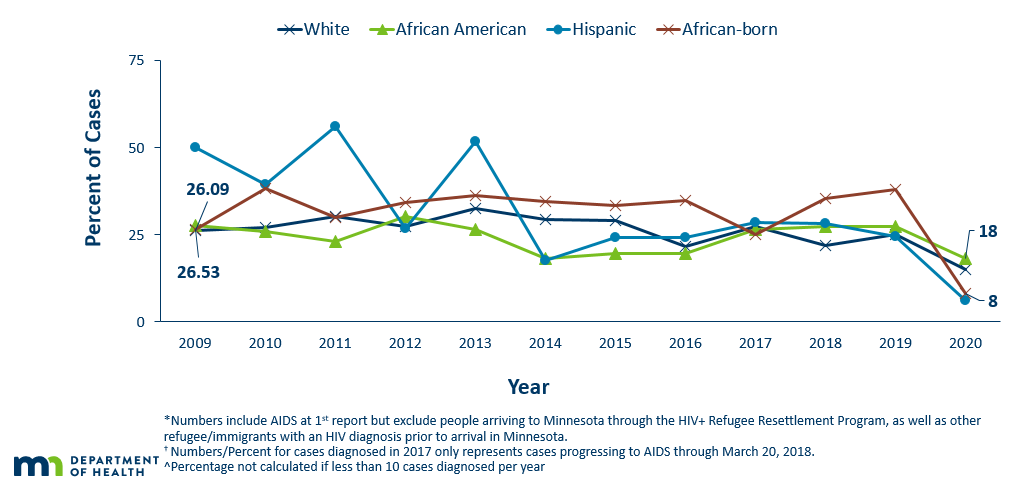 White African American Hispanic African-born
75
50
25
0
Percent of Cases
26.09
26.53
18
8
2009 2010 2011 2012 2013 2014 2015 2016 2017 2018 2019 2020
Year
*Numbers include AIDS at 1st report but exclude people arriving to Minnesota through the HIV+ Refugee Resettlement Program, as well as other
refugee/immigrants with an HIV diagnosis prior to arrival in Minnesota.
† Numbers/Percent for cases diagnosed in 2017 only represents cases progressing to AIDS through March 20, 2018.
^Percentage not calculated if less than 10 cases diagnosed per year
mn DEPARTMENT
OF HEALTH